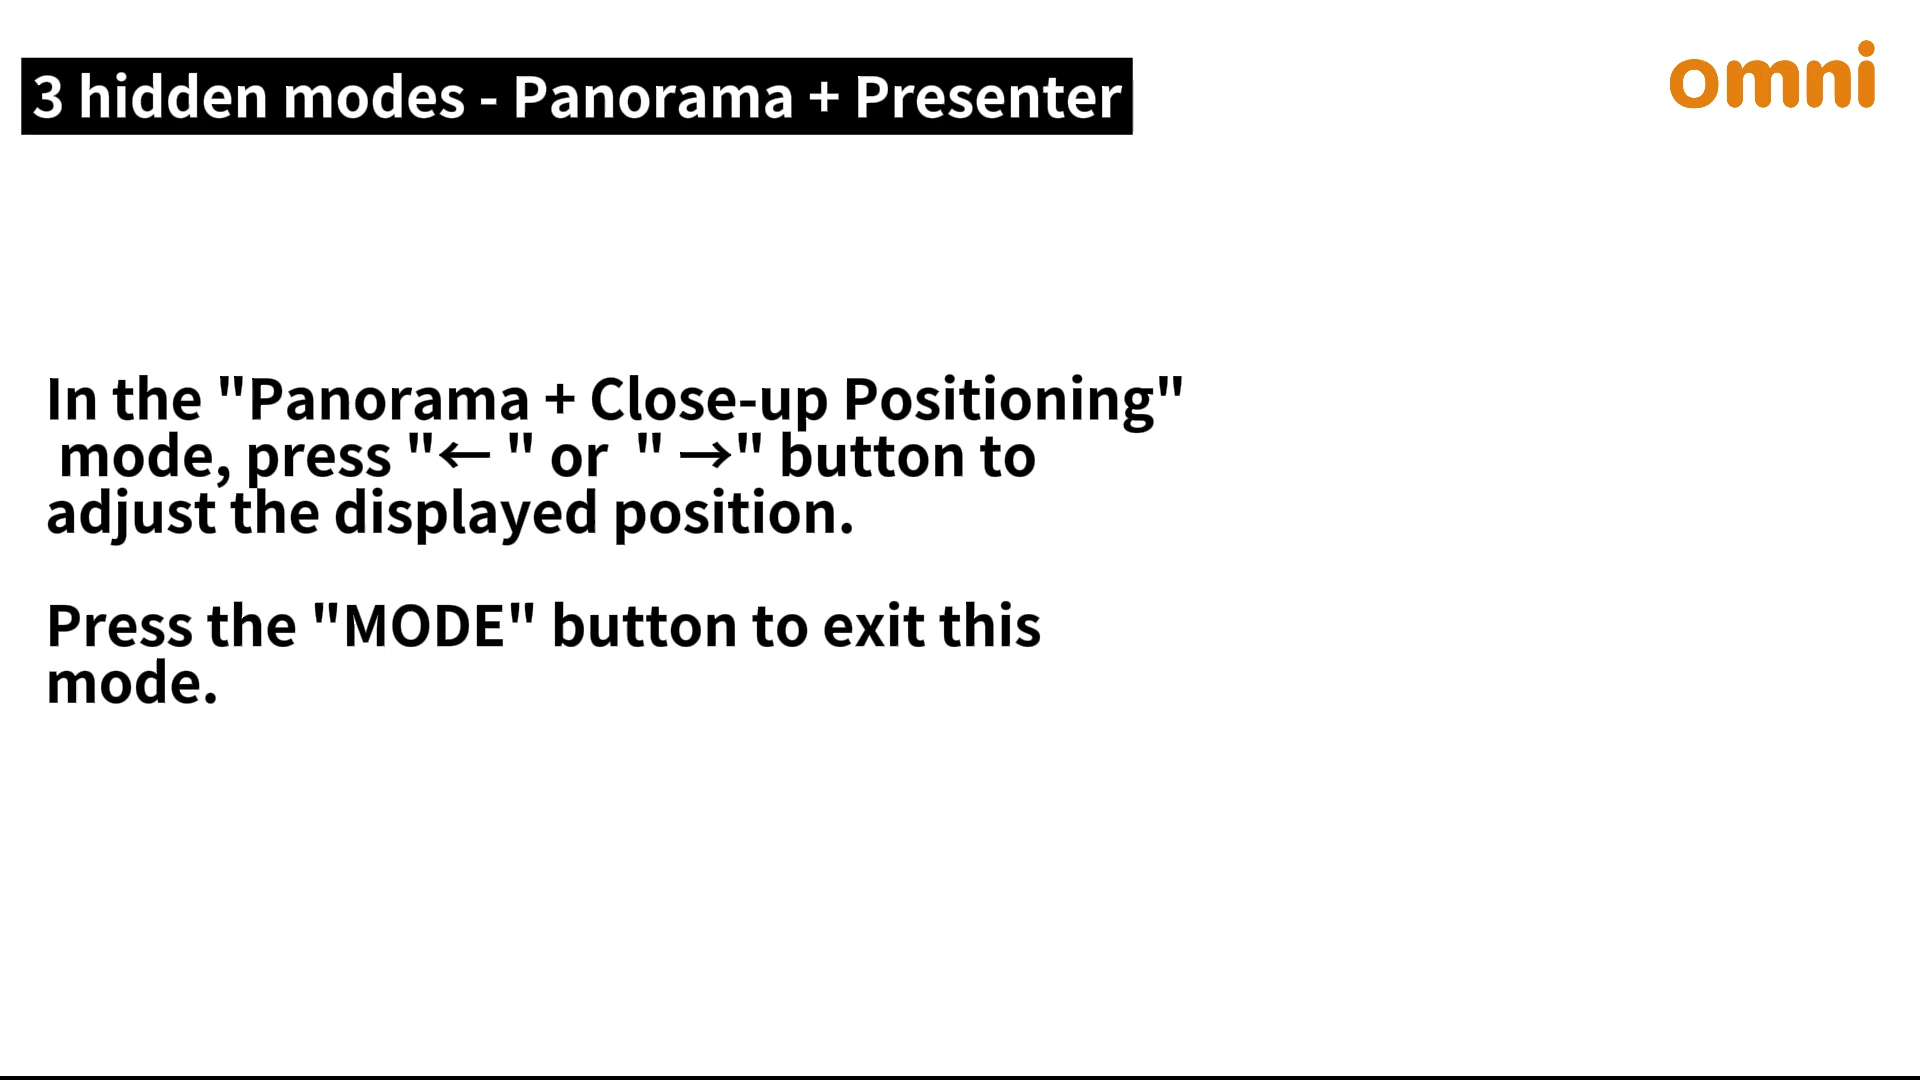 3 hidden modes - Panorama + Presenter
omni
In the "Panorama + Close-up Positioning"
mode, press "← " or " →" button to
adjust the displayed position.
Press the "MODE" button to exit this
mode.